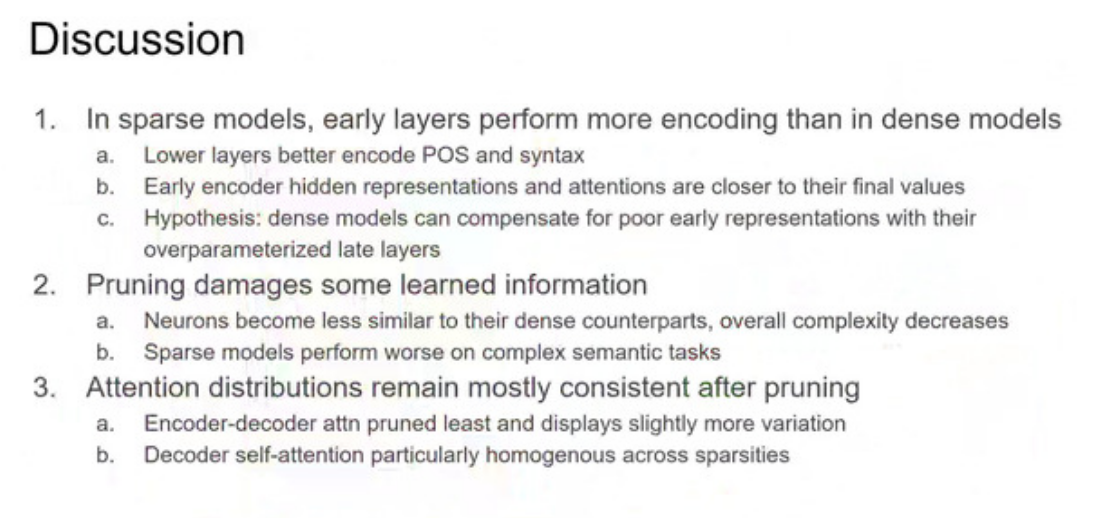 Discussion
1. In sparse models, early layers perform more encoding than in dense models
a. Lower layers better encode POS and syntax
b. Early encoder hidden representations and attentions are closer to their final values
c. Hypothesis: dense models can compensate for poor early representations with their
overparameterized late layers
2. Pruning damages some learned information
a. Neurons become less similar to their dense counterparts, overall complexity decreases
b. Sparse models perform worse on complex semantic tasks
3. Attention distributions remain mostly consistent after pruning
a. Encoder-decoder attn pruned least and displays slightly more variation
b. Decoder self-attention particularly homogenous across sparsities